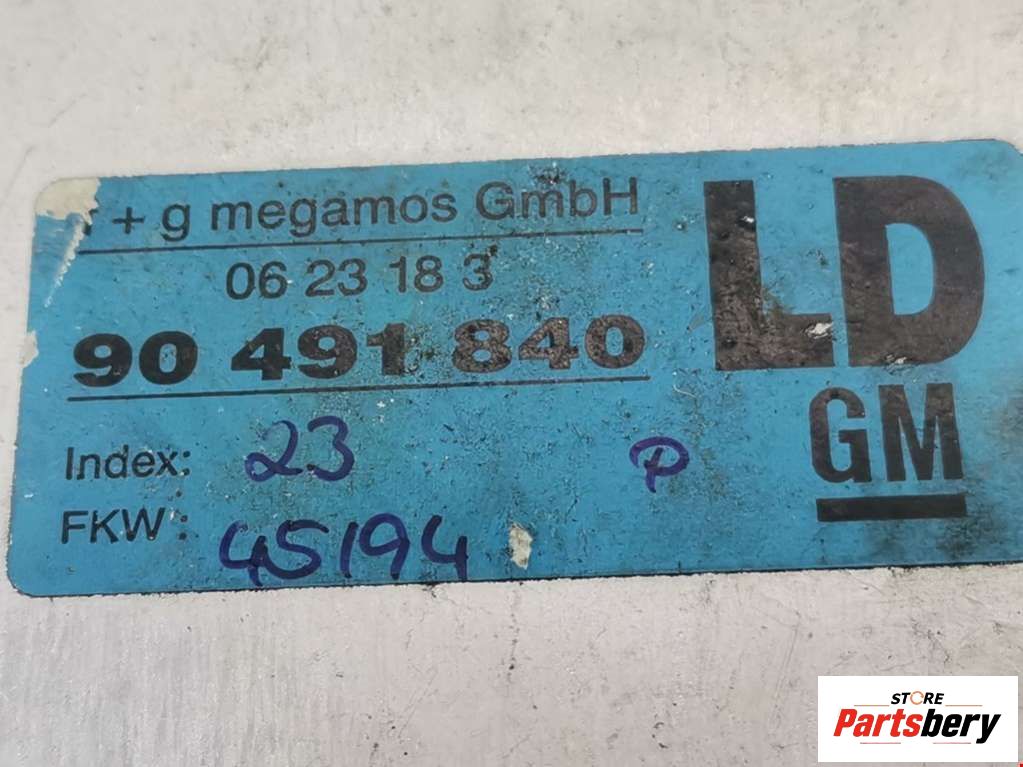 + g megamos GmbH
06 23 18 3
90 491 840
LD
GM
Index: 23 P
FKW: 45194
STORE
Partsbery